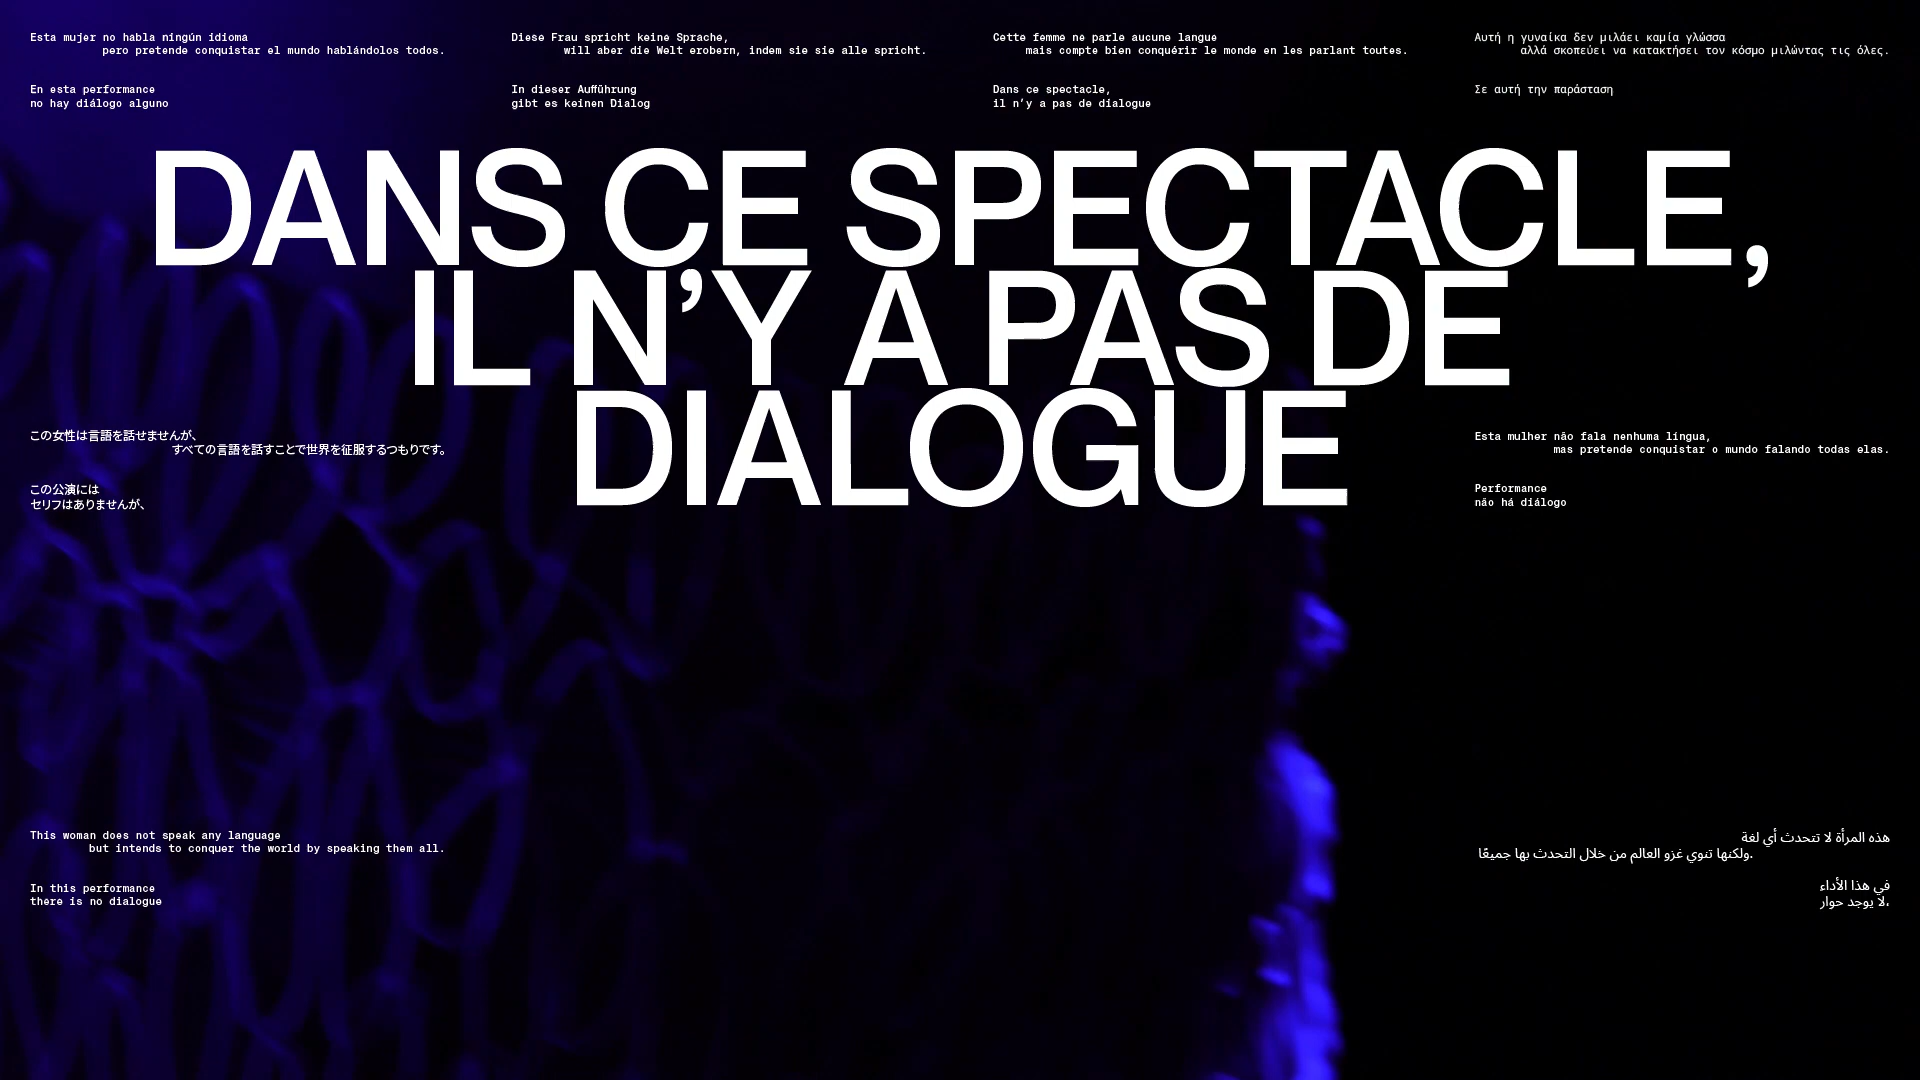 Esta mujer no habla ningún idioma
pero pretende conquistar el mundo hablándolos todos.
En esta performance
no hay diálogo alguno
Diese Frau spricht keine Sprache,
will aber die Welt erobern, indem sie sie alle spricht.
In dieser Aufführung
gibt es keinen Dialog
Cette femme ne parle aucune langue
mais compte bien conquérir le monde en les parlant toutes.
Dans ce spectacle,
il n’y a pas de dialogue
Αυτή η γυναίκα δεν μιλάει καμία γλώσσα
αλλά σκοπεύει να κατακτήσει τον κόσμο μιλώντας τις όλες.
Σε αυτή την παράσταση
DANS CE SPECTACLE,
IL N’Y A PAS DE
DIALOGUE
この女性は言語を話せませんが、
すべての言語を話すことで世界を征服するつもりです。
この公演には
セリフはありませんが、
Esta mulher não fala nenhuma língua,
mas pretende conquistar o mundo falando todas elas.
Performance
não há diálogo
This woman does not speak any language
but intends to conquer the world by speaking them all.
In this performance
there is no dialogue
هذه المرأة لا تتحدث أي لغة
ولكنها تنوي غزو العالم من خلال التحدث بها جميعًا.
في هذا الأداء
،لا يوجد حوار